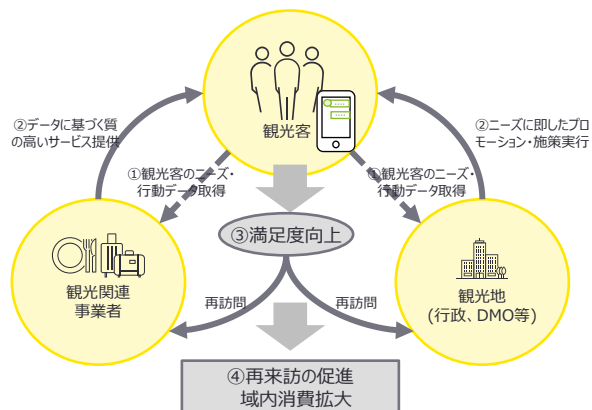 観光客
②データに基づく質
の高いサービス提供
②ニーズに即したプロ
モーション・施策実行
①観光客のニーズ・
行動データ取得
①観光客のニーズ・
行動データ取得
③満足度向上
観光関連
事業者
観光地
(行政、DMO等)
再訪問
再訪問
④再来訪の促進
域内消費拡大